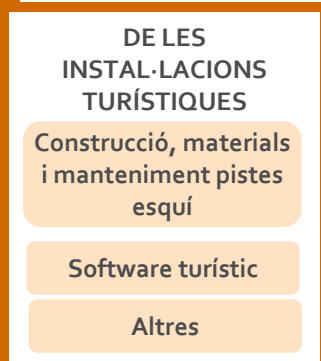 DE LES
INSTAL·LACIONS
TURÍSTIQUES
Construcció, materials
i manteniment pistes
esquí
Software turístic
Altres